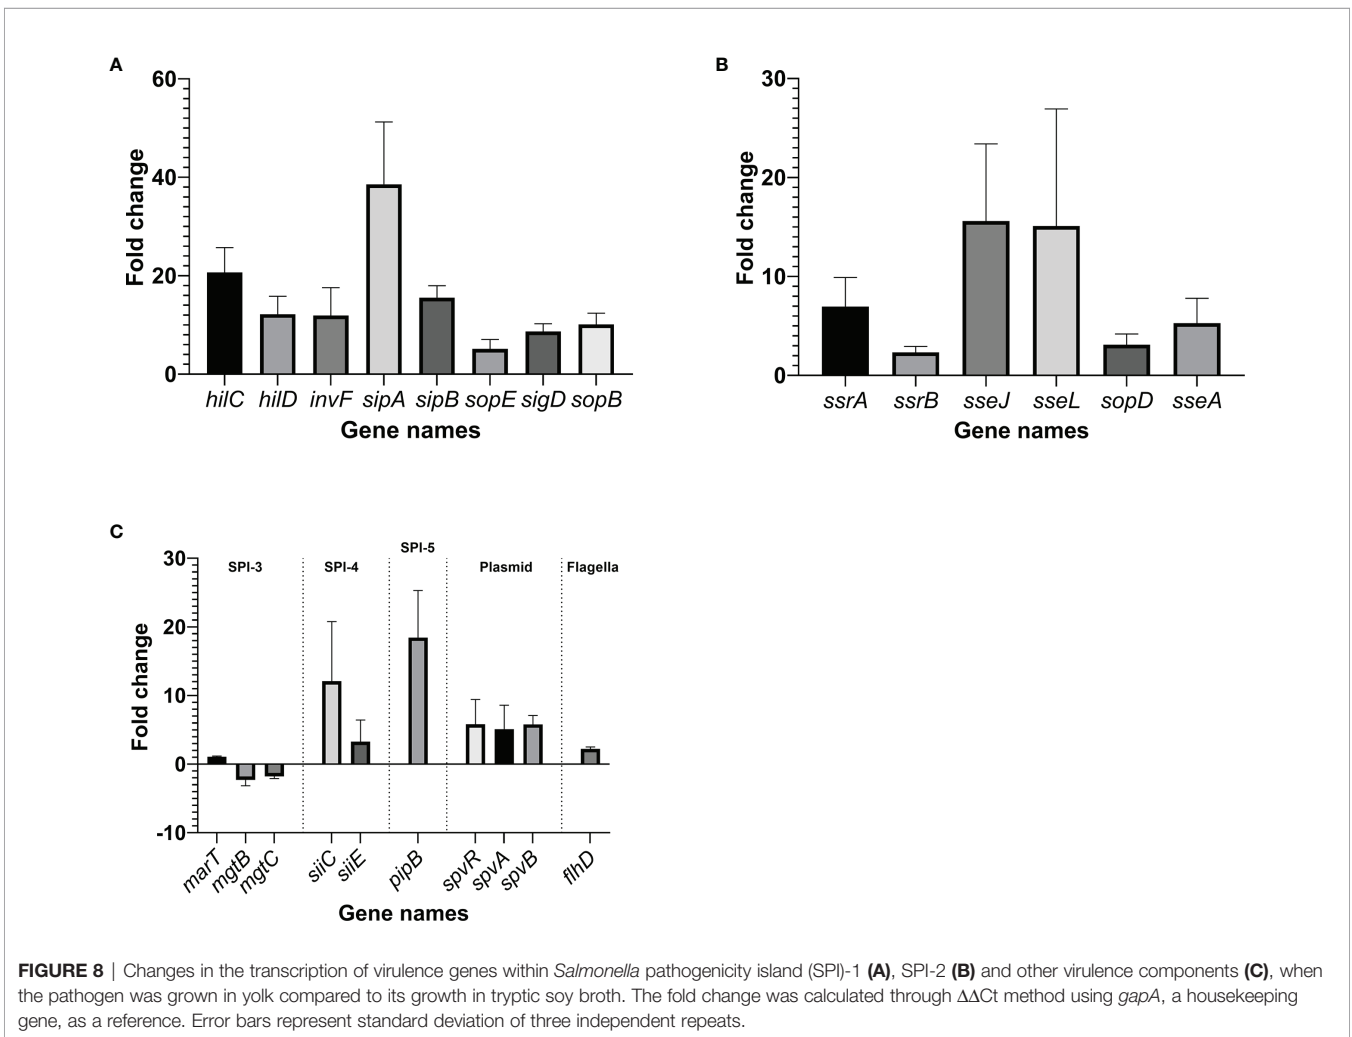 A
60
40
20
0
Fold change
hilC hilD invF sipA sipB sopE sigD sopB
Gene names
B
30
20
10
0
Fold change
ssrA ssrB sseJ sseL sopD sseA
Gene names
C
SPI-3 SPI-4 SPI-5 Plasmid Flagella
30
20
10
0
-10
Fold change
marT mgtB mgtC siiC siiE pipB spvR spvA spvB flhD
Gene names
FIGURE 8 | Changes in the transcription of virulence genes within Salmonella pathogenicity island (SPI)-1 (A), SPI-2 (B) and other virulence components (C), when
the pathogen was grown in yolk compared to its growth in tryptic soy broth. The fold change was calculated through ΔΔCt method using gapA, a housekeeping
gene, as a reference. Error bars represent standard deviation of three independent repeats.